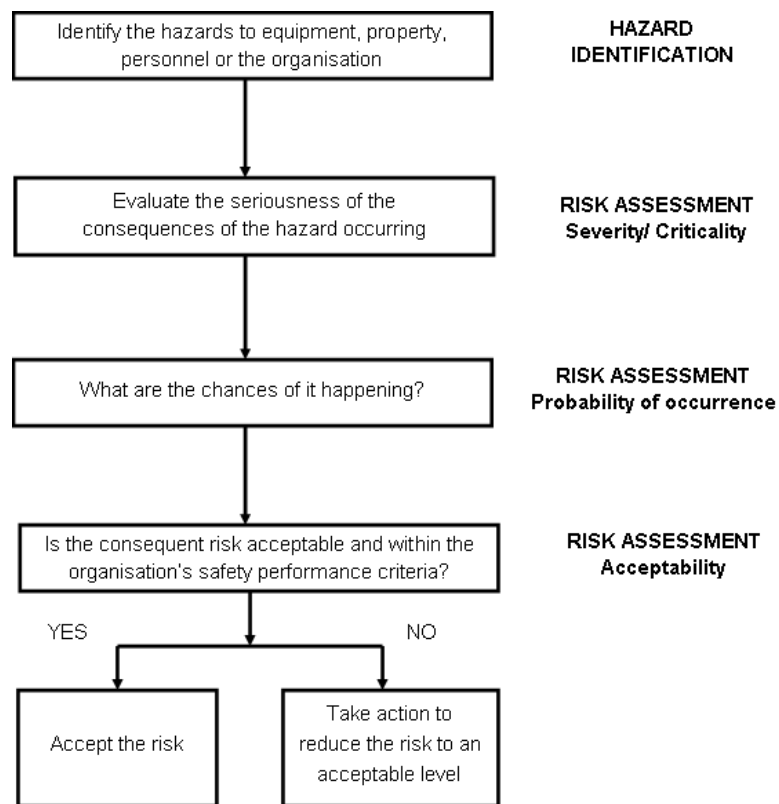 Identify the hazards to equipment, property,
personnel or the organisation
HAZARD
IDENTIFICATION
Evaluate the seriousness of the
consequences of the hazard occurring
RISK ASSESSMENT
Severity/ Criticality
What are the chances of it happening?
RISK ASSESSMENT
Probability of occurrence
Is the consequent risk acceptable and within the
organisation's safety performance criteria?
RISK ASSESSMENT
Acceptability
YES
NO
Accept the risk
Take action to
reduce the risk to an
acceptable level